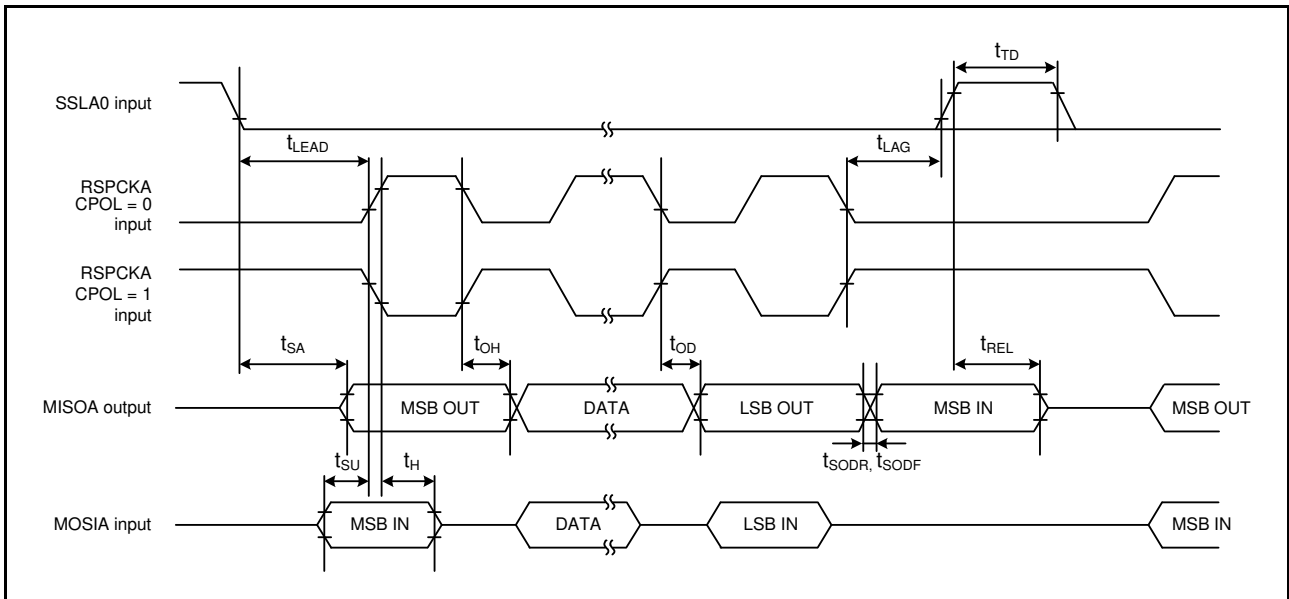 tTD
SSLA0 input
tLEAD
tLAG
RSPCKA
CPOL = 0
input
RSPCKA
CPOL = 1
input
tSA
tOH
tOD
tREL
MISOA output
MSB OUT
DATA
LSB OUT
MSB IN
MSB OUT
tSU
tH
tSODR, tSODF
MOSIA input
MSB IN
DATA
LSB IN
MSB IN